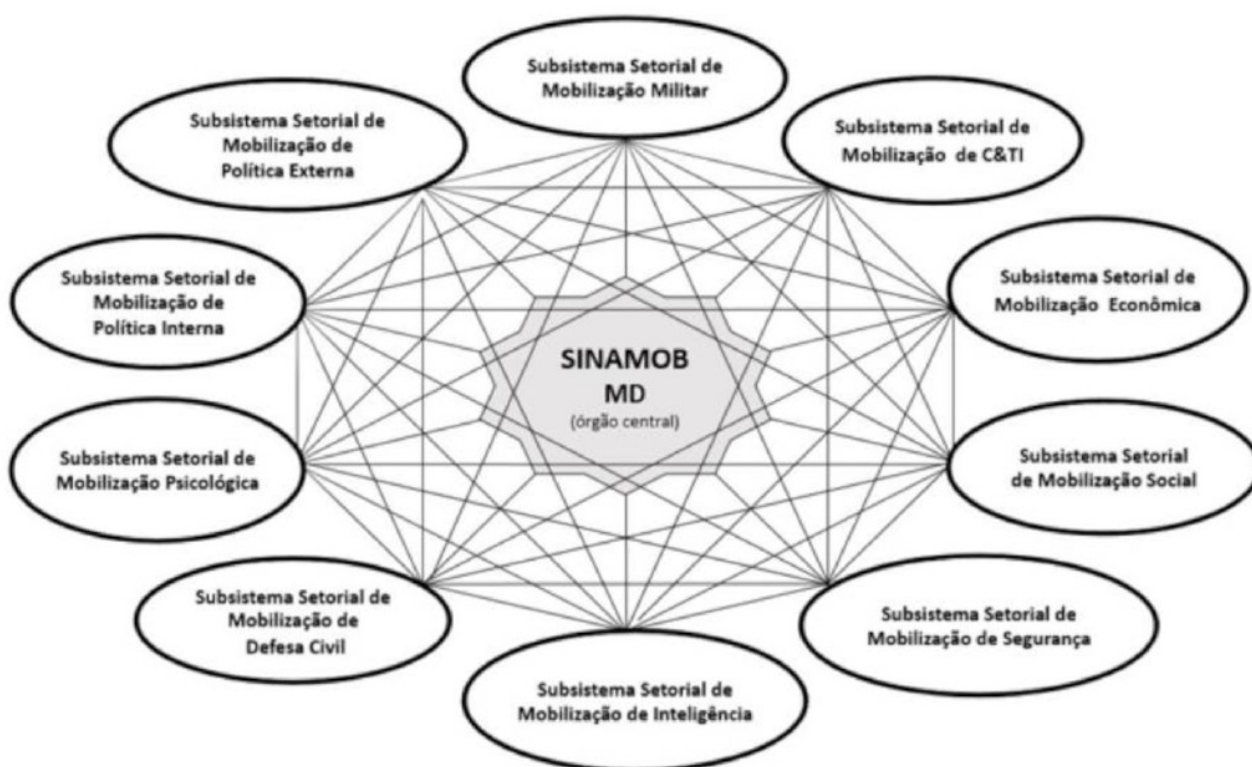 Subsistema Setorial de
Mobilização Militar
Subsistema Setorial de
Mobilização de
Política Externa
Subsistema Setorial de
Mobilização de C&TI
Subsistema Setorial de
Mobilização de
Política Interna
Subsistema Setorial de
Mobilização Econômica
SINAMOB
MD
(órgão central)
Subsistema Setorial de
Mobilização Psicológica
Subsistema Setorial
de Mobilização Social
Subsistema Setorial de
Mobilização de
Defesa Civil
Subsistema Setorial de
Mobilização de Segurança
Subsistema Setorial de
Mobilização de Inteligência